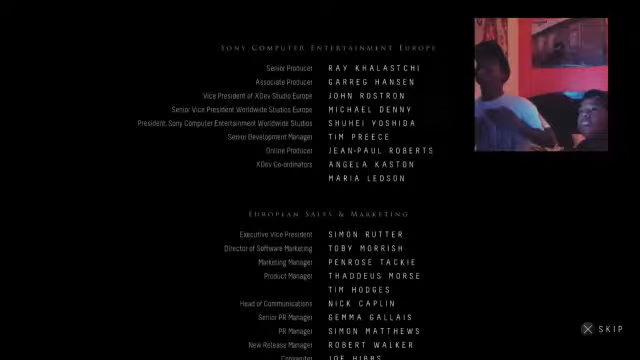 SONY COMPUTER ENTERTAINMENT EUROPE
Senior Producer RAY KHALASTCHI
Associate Producer GARREG HANSEN
Vice President of XDev Studio Europe JOHN ROSTRON
Senior Vice President Worldwide Studios Europe MICHAEL DENNY
President, Sony Computer Entertainment Worldwide Studios SHUHEI YOSHIDA
Senior Development Manager TIM PREECE
Online Producer JEAN-PAUL ROBERTS
XDev Co-ordinators ANGELA KASTON
MARIA LEDSON
EUROPEAN SALES & MARKETING
Executive Vice President SIMON RUTTER
Director of Software Marketing TOBY MORRISH
Marketing Manager PENROSE TACKIE
Product Manager THADDEUS MORSE
TIM HODGES
Head of Communications NICK CAPLIN
Senior PR Manager GEMMA GALLAIS
PR Manager SIMON MATTHEWS
New Release Manager ROBERT WALKER
Copywriter JOE HIBBS
SKIP